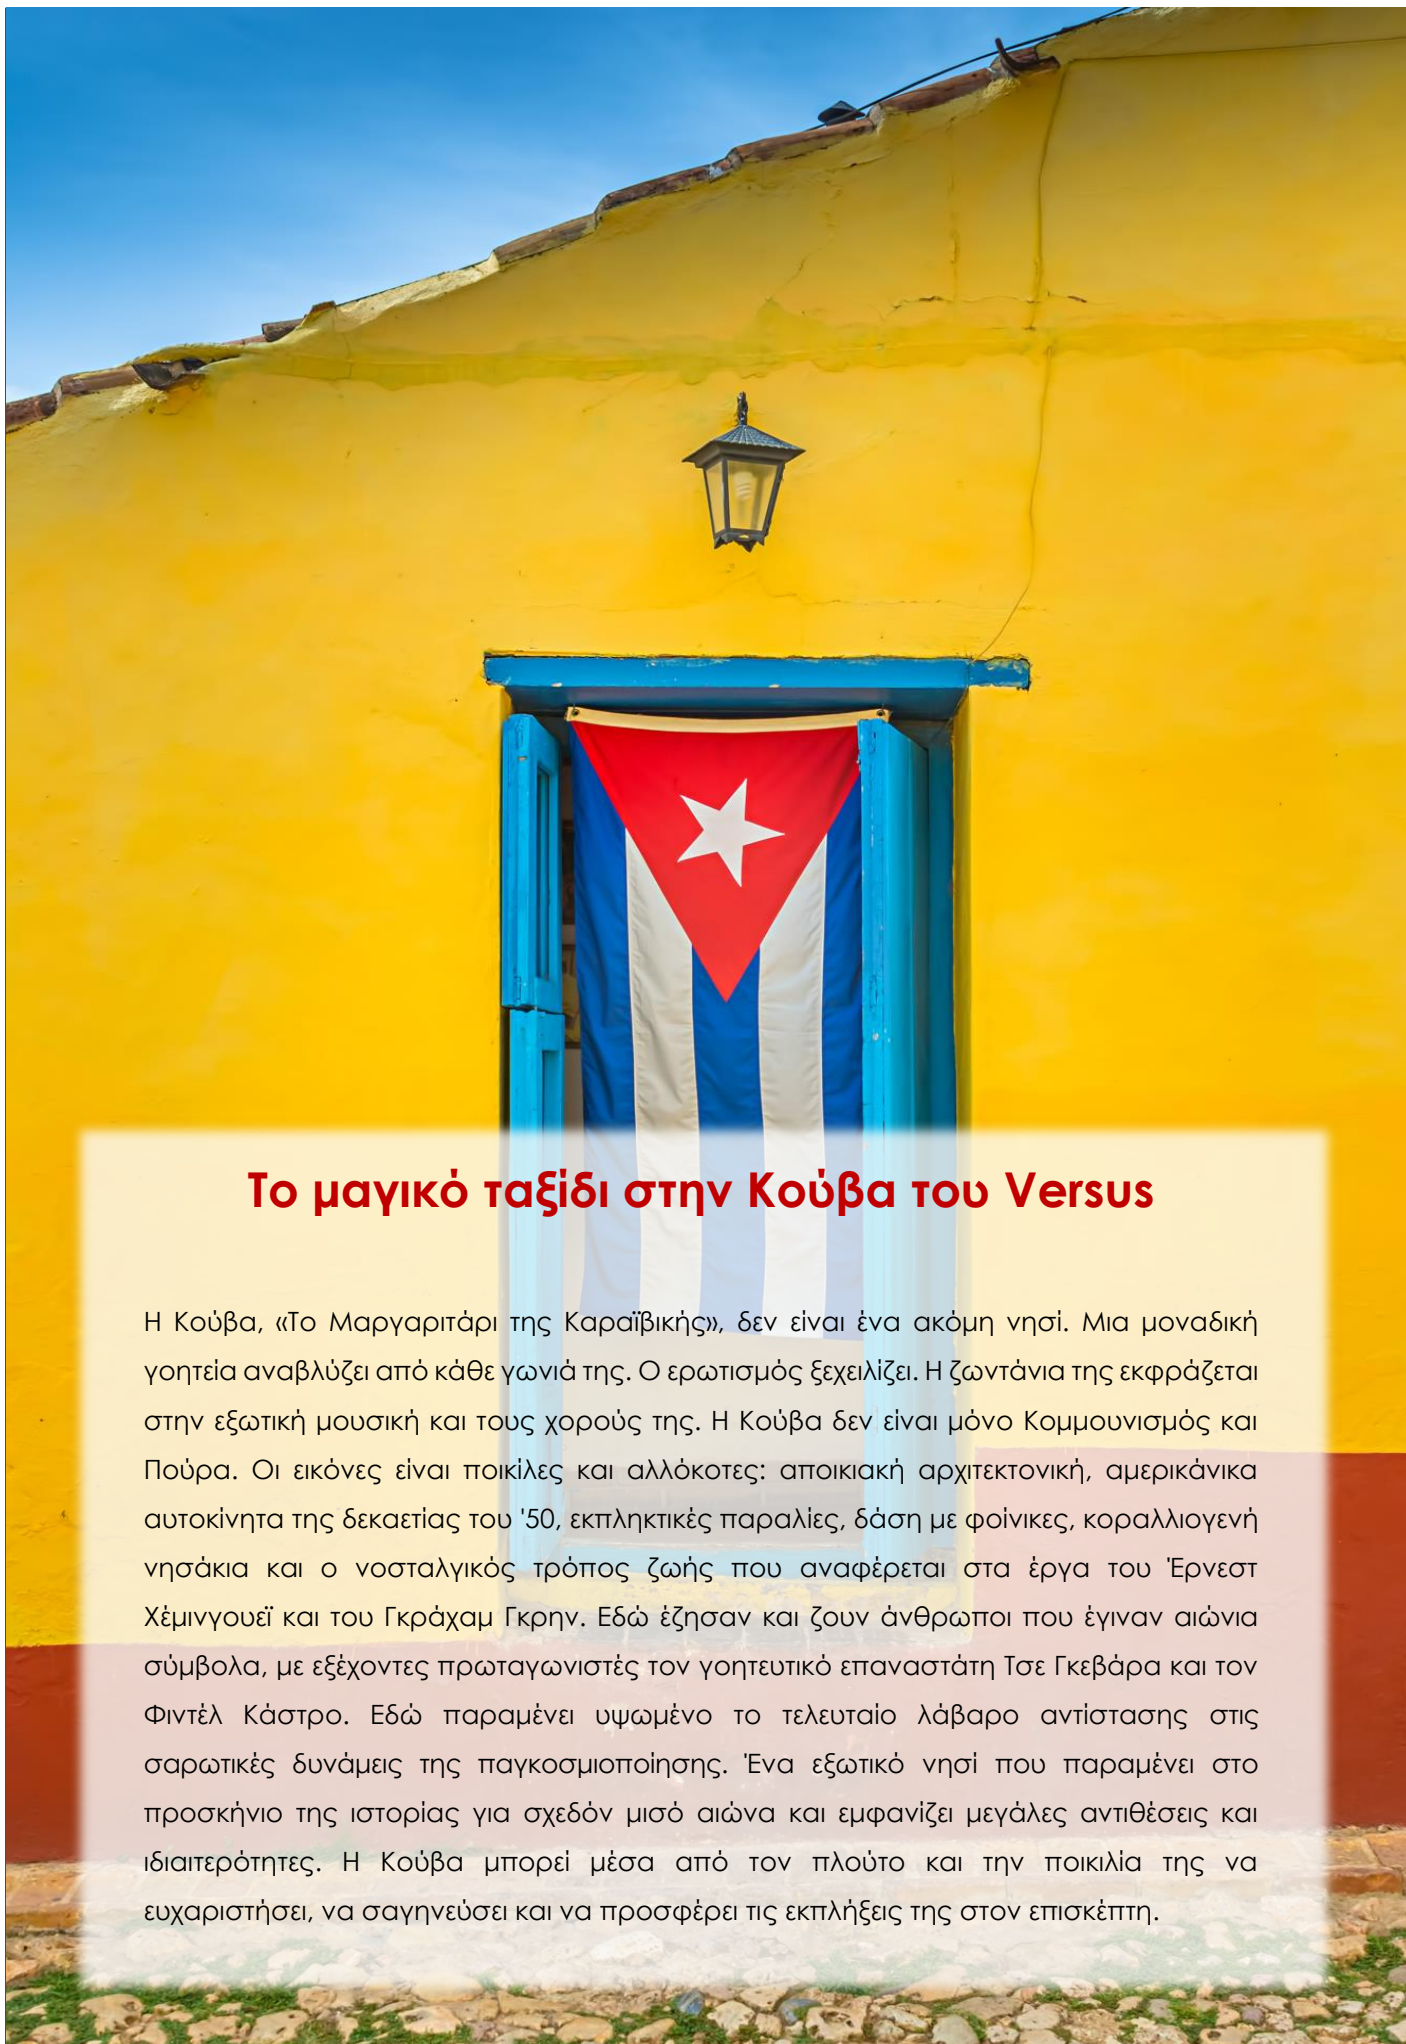 Το μαγικό ταξίδι στην Κούβα του Versus
Η Κούβα, «Το Μαργαριτάρι της Καραϊβικής», δεν είναι ένα ακόμη νησί. Μια μοναδική
γοητεία αναβλύζει από κάθε γωνιά της. Ο ερωτισμός ξεχειλίζει. Η ζωντάνια της εκφράζεται
στην εξωτική μουσική και τους χορούς της. Η Κούβα δεν είναι μόνο Κομμουνισμός και
Πούρα. Οι εικόνες είναι ποικίλες και αλλόκοτες: αποικιακή αρχιτεκτονική, αμερικάνικα
αυτοκίνητα της δεκαετίας του '50, εκπληκτικές παραλίες, δάση με φοίνικες, κοραλλιογενή
νησάκια και ο νοσταλγικός τρόπος ζωής που αναφέρεται στα έργα του Έρνεστ
Χέμινγουεϊ και του Γκράχαμ Γκρην. Εδώ έζησαν και ζουν άνθρωποι που έγιναν αιώνια
σύμβολα, με εξέχοντες πρωταγωνιστές τον γοητευτικό επαναστάτη Τσε Γκεβάρα και τον
Φιντέλ Κάστρο. Εδώ παραμένει υψωμένο το τελευταίο λάβαρο αντίστασης στις
σαρωτικές δυνάμεις της παγκοσμιοποίησης. Ένα εξωτικό νησί που παραμένει στο
προσκήνιο της ιστορίας για σχεδόν μισό αιώνα και εμφανίζει μεγάλες αντιθέσεις και
ιδιαιτερότητες. Η Κούβα μπορεί μέσα από τον πλούτο και την ποικιλία της να
ευχαριστήσει, να σαγηνεύσει και να προσφέρει τις εκπλήξεις της στον επισκέπτη.